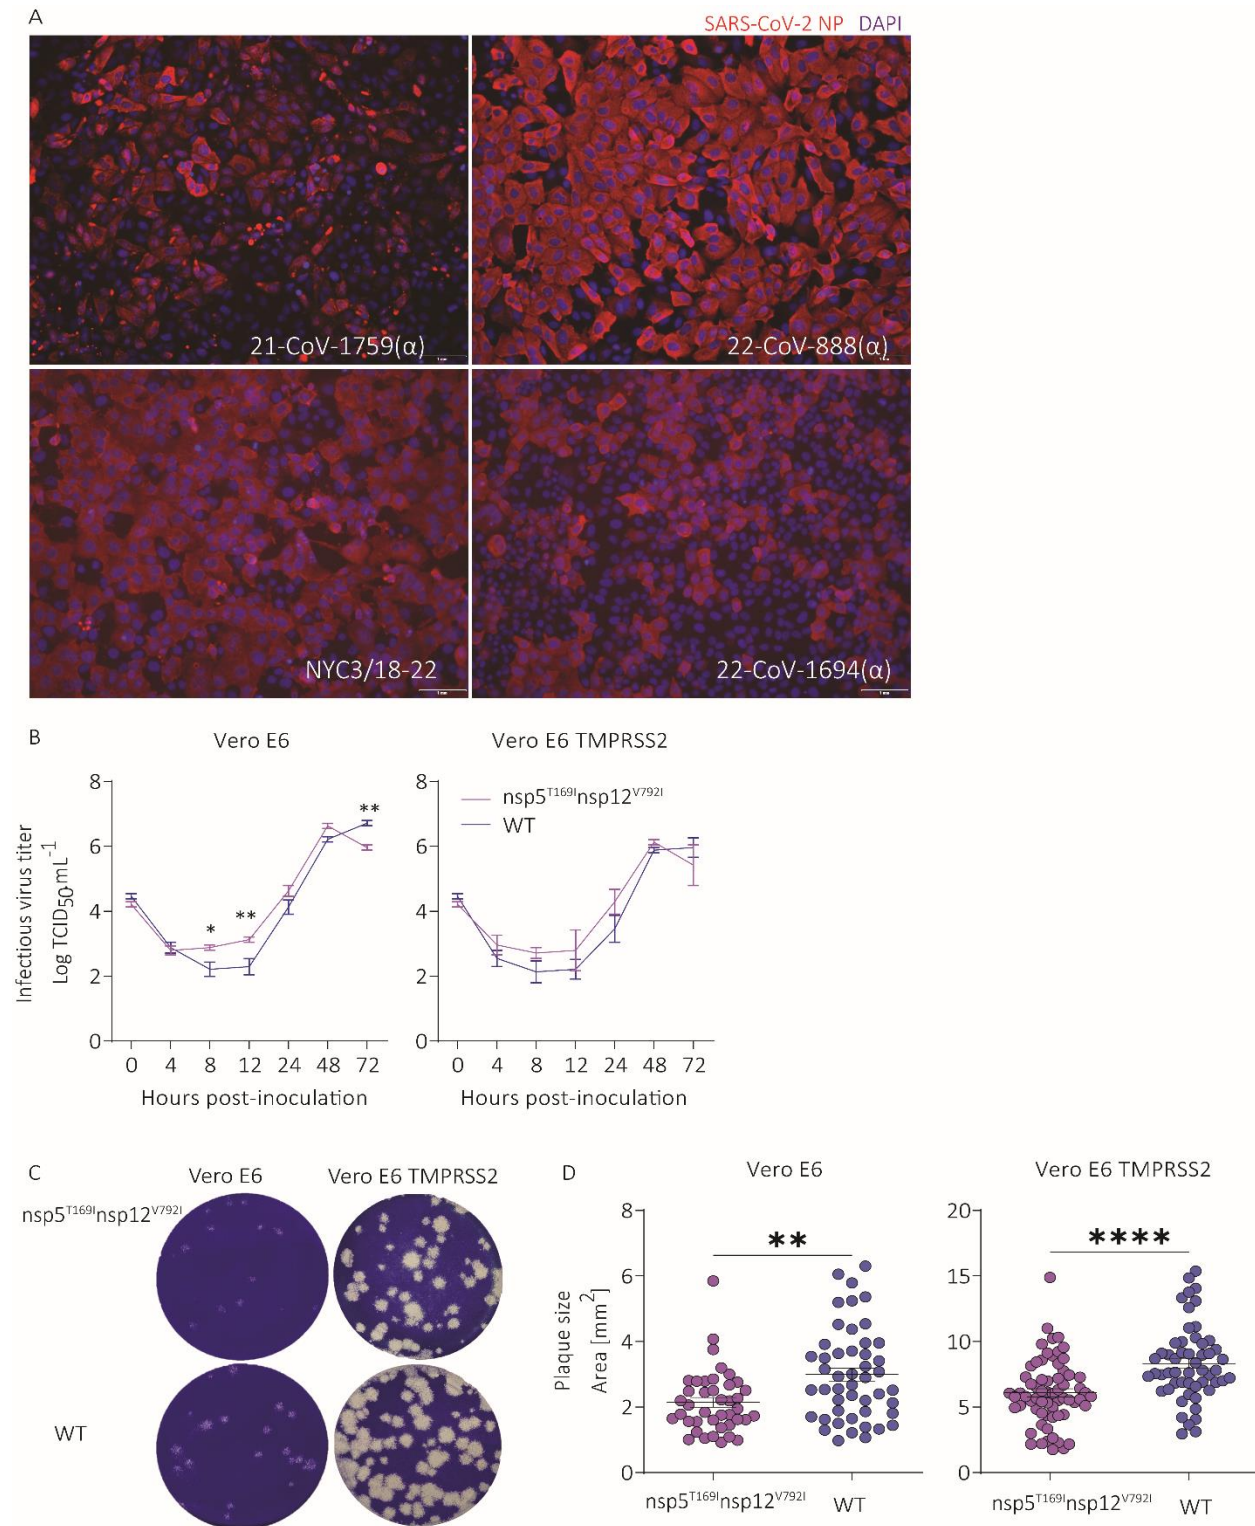 A
SARS-CoV-2 NP DAPI
21-CoV-1759(α)
22-CoV-888(α)
NYC3/18-22
22-CoV-1694(α)
B
Vero E6
Vero E6 TMPRSS2
Infectious virus titer
Log TCID50.mL-1
8
6
4
2
0
* ** **
0 4 8 12 24 48 72
Hours post-inoculation
8
6
4
2
0
nsp5T169Insp12V792I
WT
0 4 8 12 24 48 72
Hours post-inoculation
C
Vero E6
Vero E6 TMPRSS2
nsp5T169Insp12V792I
WT
D
Vero E6
Vero E6 TMPRSS2
Plaque size
Area [mm2]
8
6
4
2
0
**
nsp5T169Insp12V792I
WT
20
15
10
5
0
****
nsp5T169Insp12V792I
WT